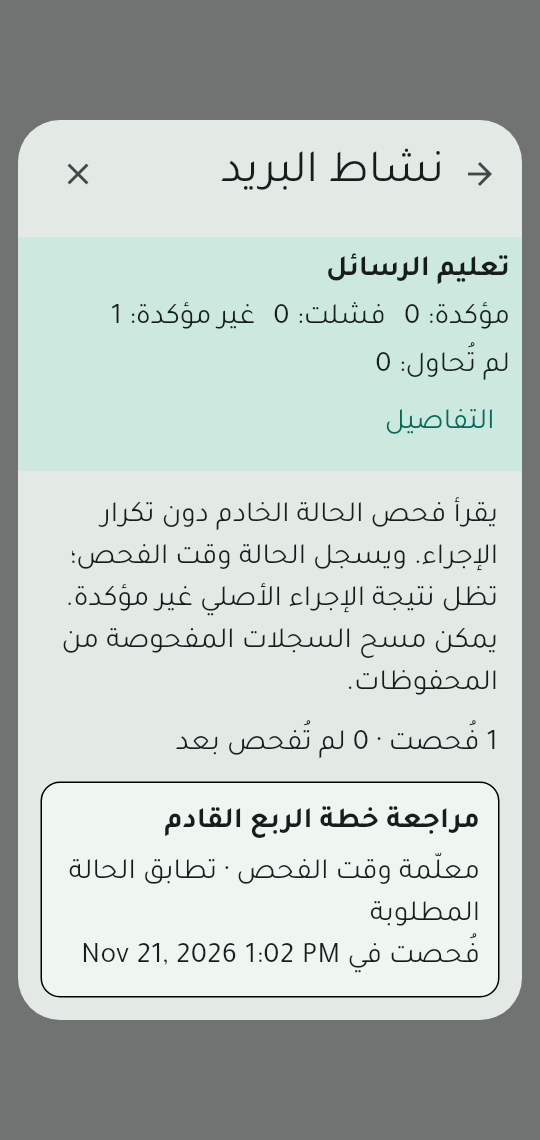 نشاط البريد
تعليم الرسائل
مؤكدة: 0 فشلت: 0 غير مؤكدة: 1
لم تُحاول: 0
التفاصيل
يقرأ فحص الحالة الخادم دون تكرار
الإجراء. ويسجل الحالة وقت الفحص؛
تظل نتيجة الإجراء الأصلي غير مؤكدة.
يمكن مسح السجلات المفحوصة من
المحفوظات.
1 فُحصت · 0 لم تُفحص بعد
مراجعة خطة الربع القادم
معلّمة وقت الفحص · تطابق الحالة
المطلوبة
فُحصت في Nov 21, 2026 1:02 PM